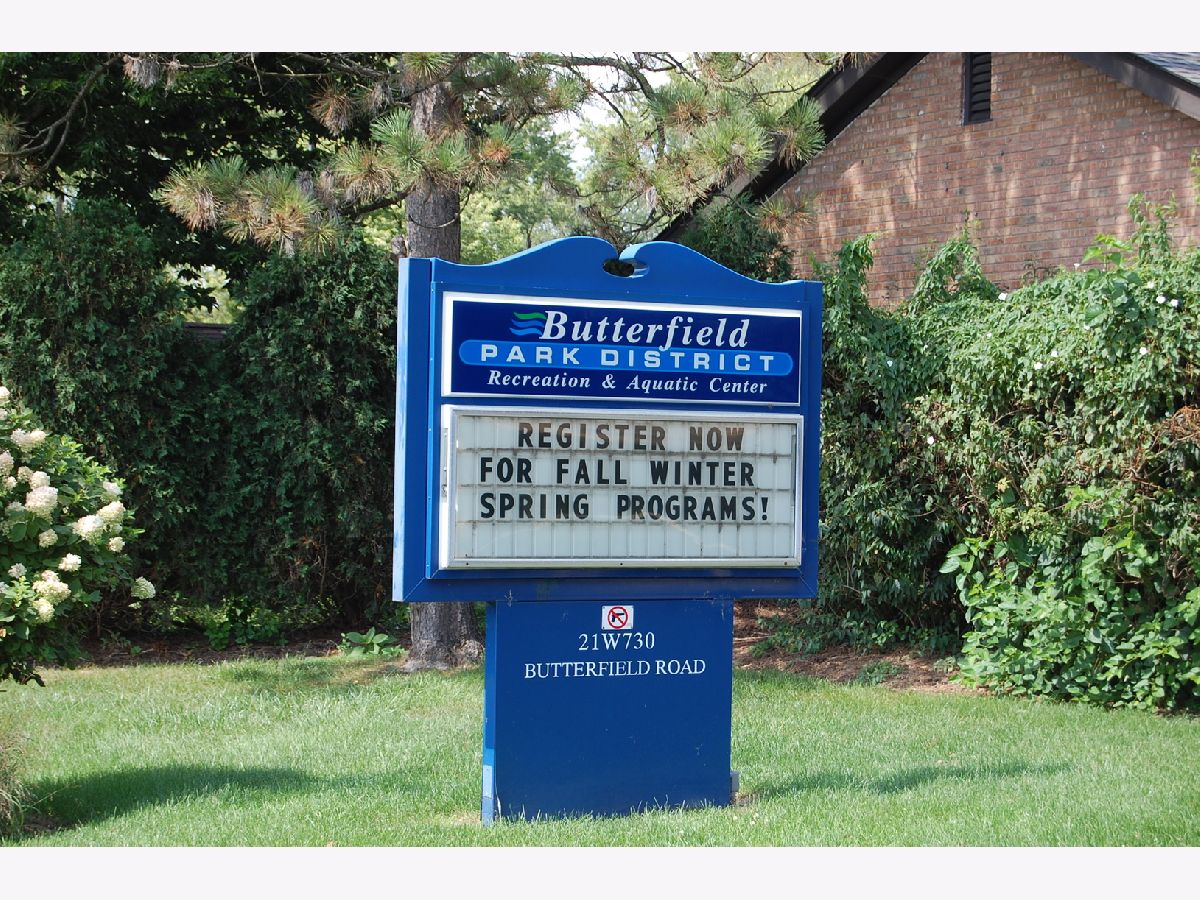 Butterfield
PARK DISTRICT
Recreation & Aquatic Center
REGISTER NOW
FOR FALL WINTER
SPRING PROGRAMS!
21W730
BUTTERFIELD ROAD